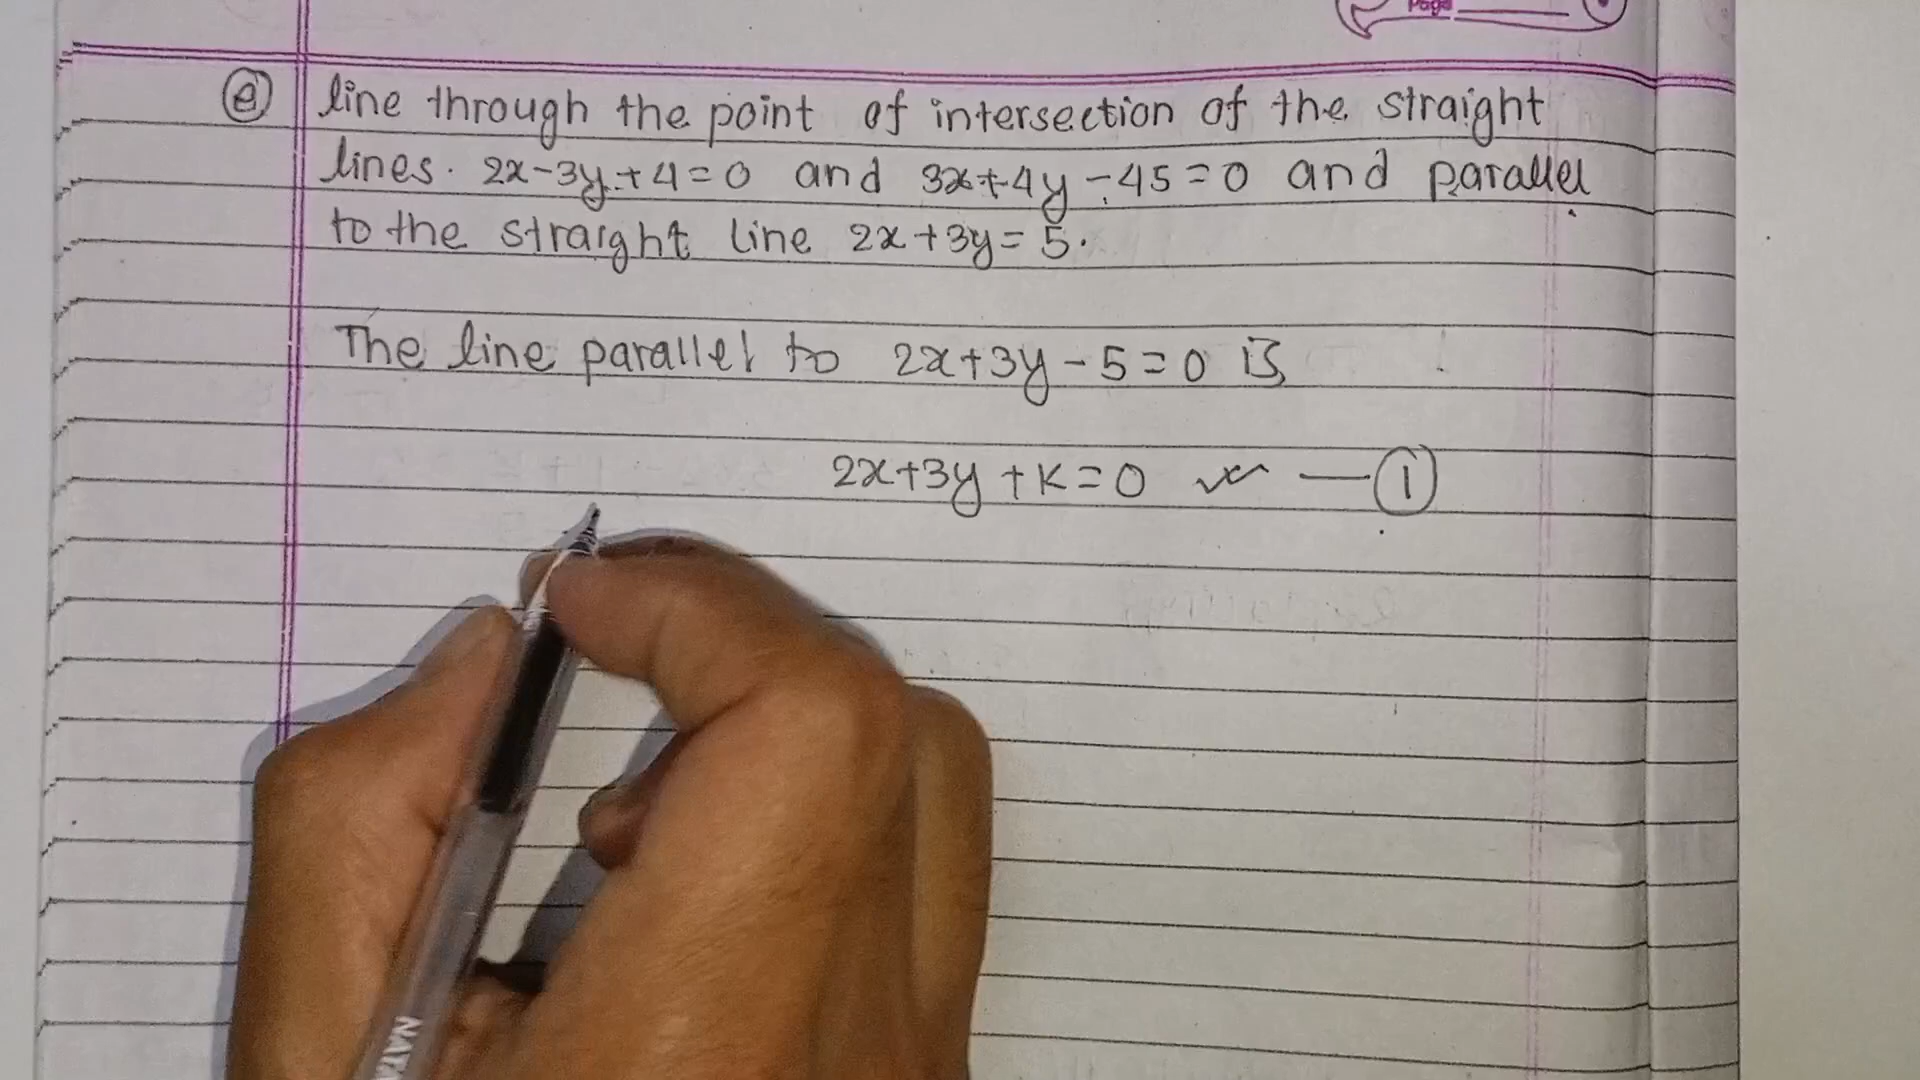 Page
ⓔ line through the point of intersection of the straight
lines. 2x-3y+4=0 and 3x+4y-45=0 and parallel
to the straight line 2x+3y=5.
The line parallel to 2x+3y-5=0 is,
2x+3y+K=0 — ①
NATA